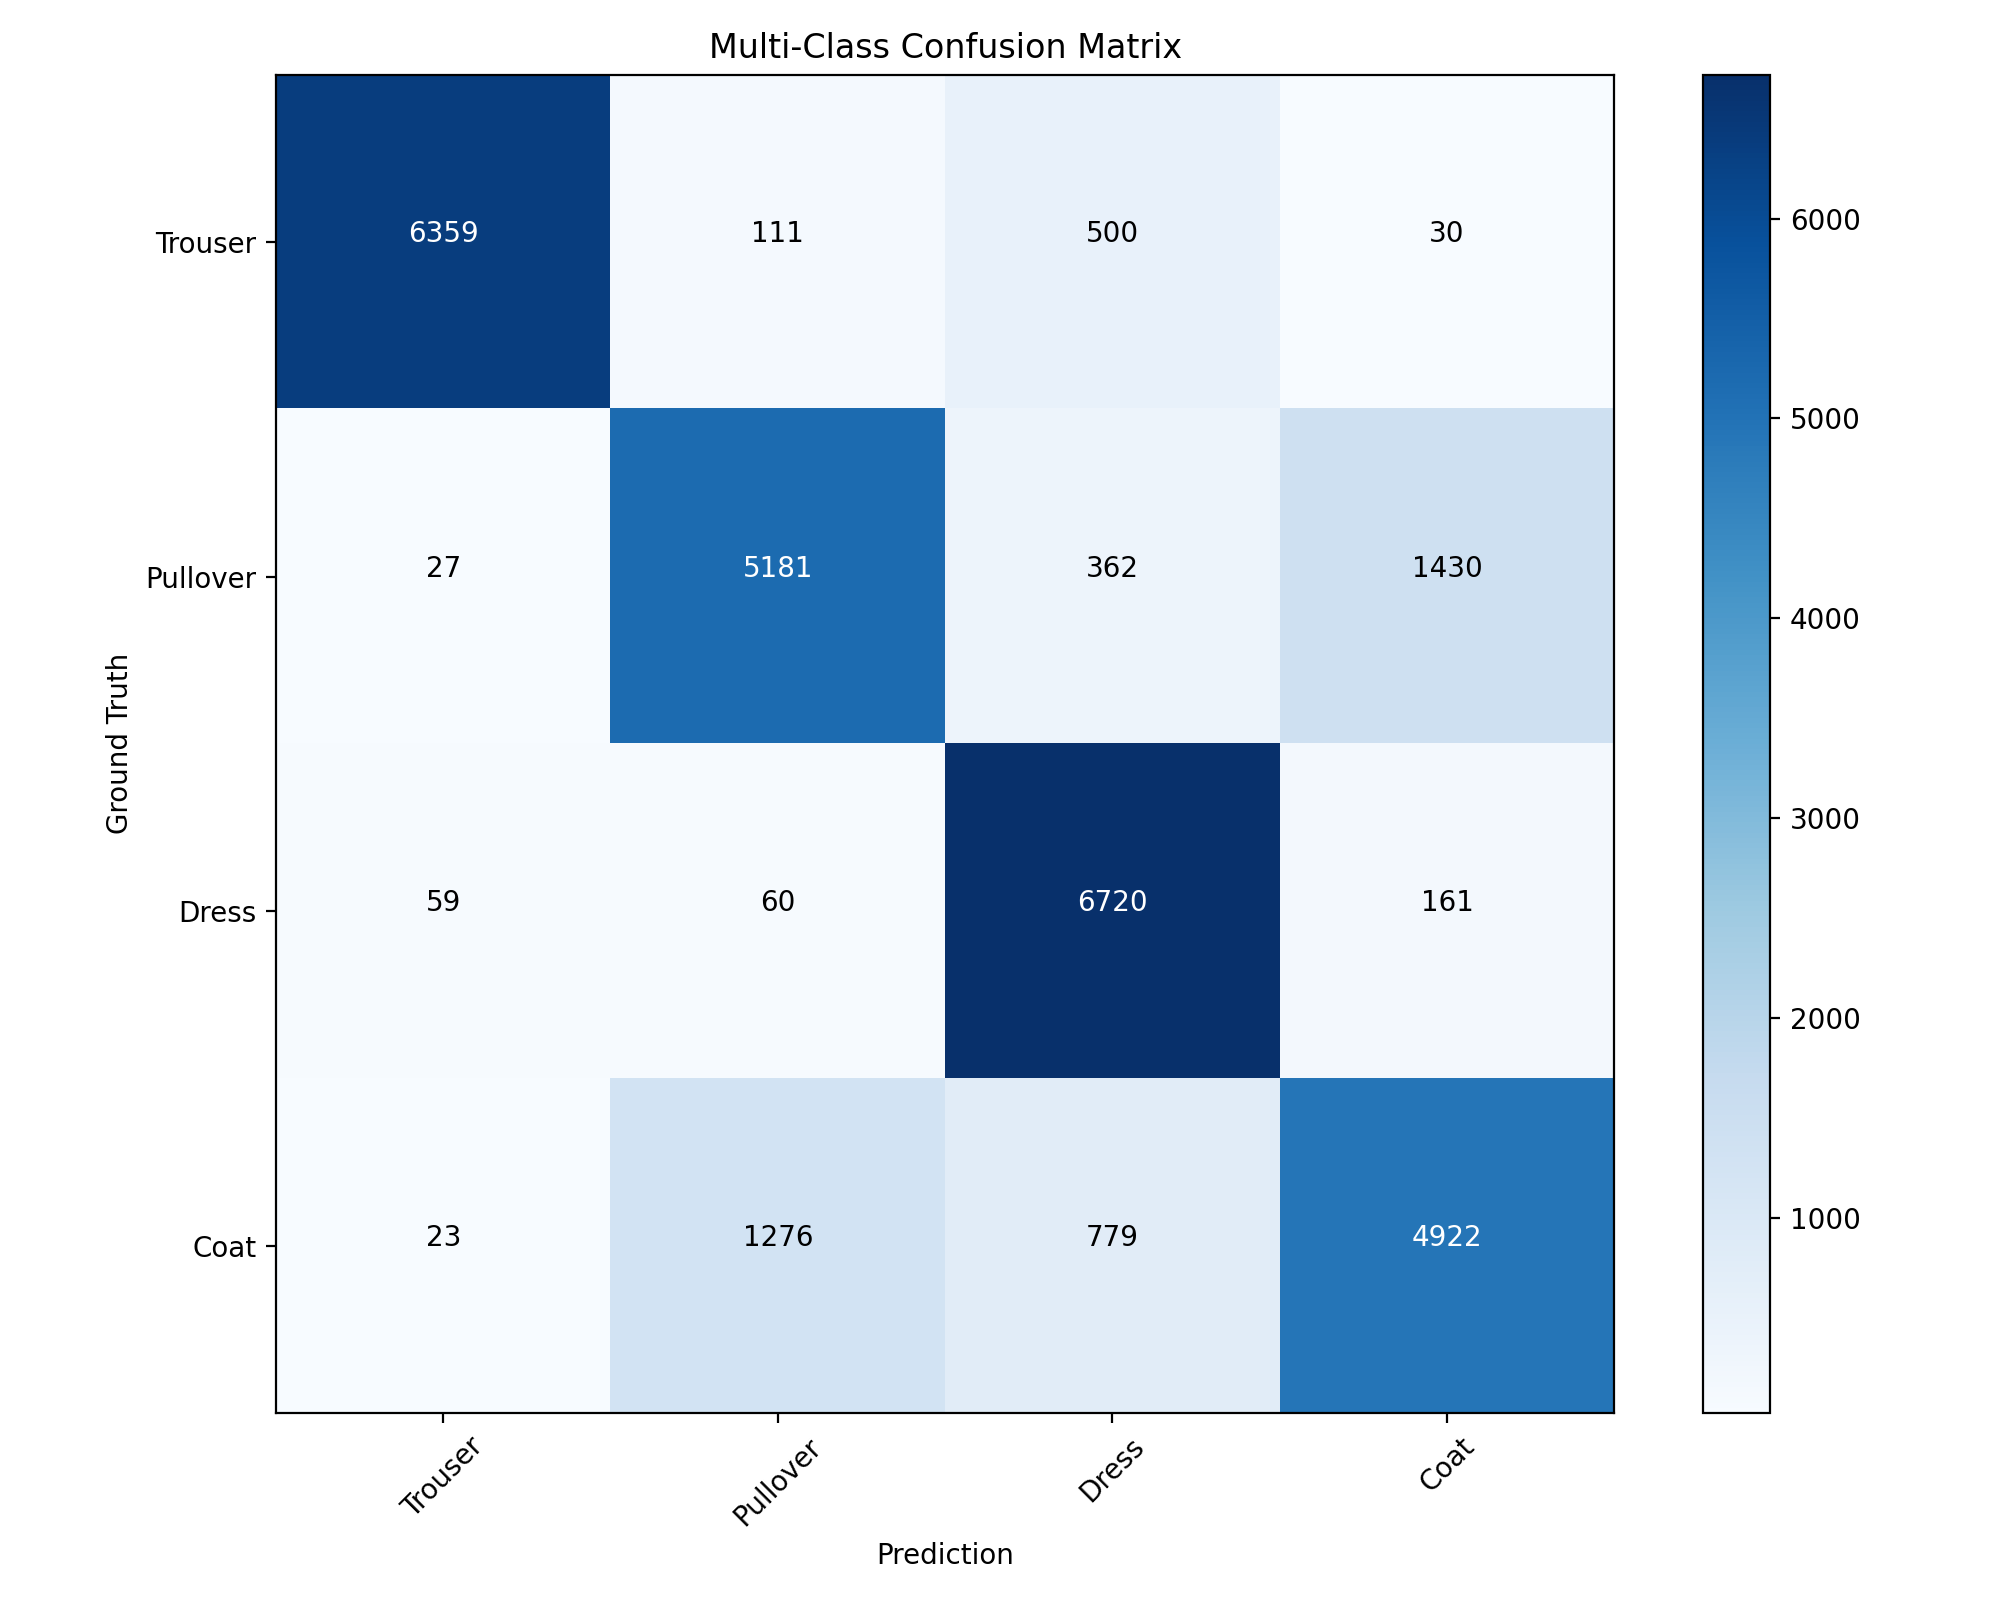 Multi-Class Confusion Matrix
Trouser 6359 111 500 30
Pullover 27 5181 362 1430
Dress 59 60 6720 161
Coat 23 1276 779 4922
Ground Truth
Trouser Pullover Dress Coat
Prediction
6000
5000
4000
3000
2000
1000